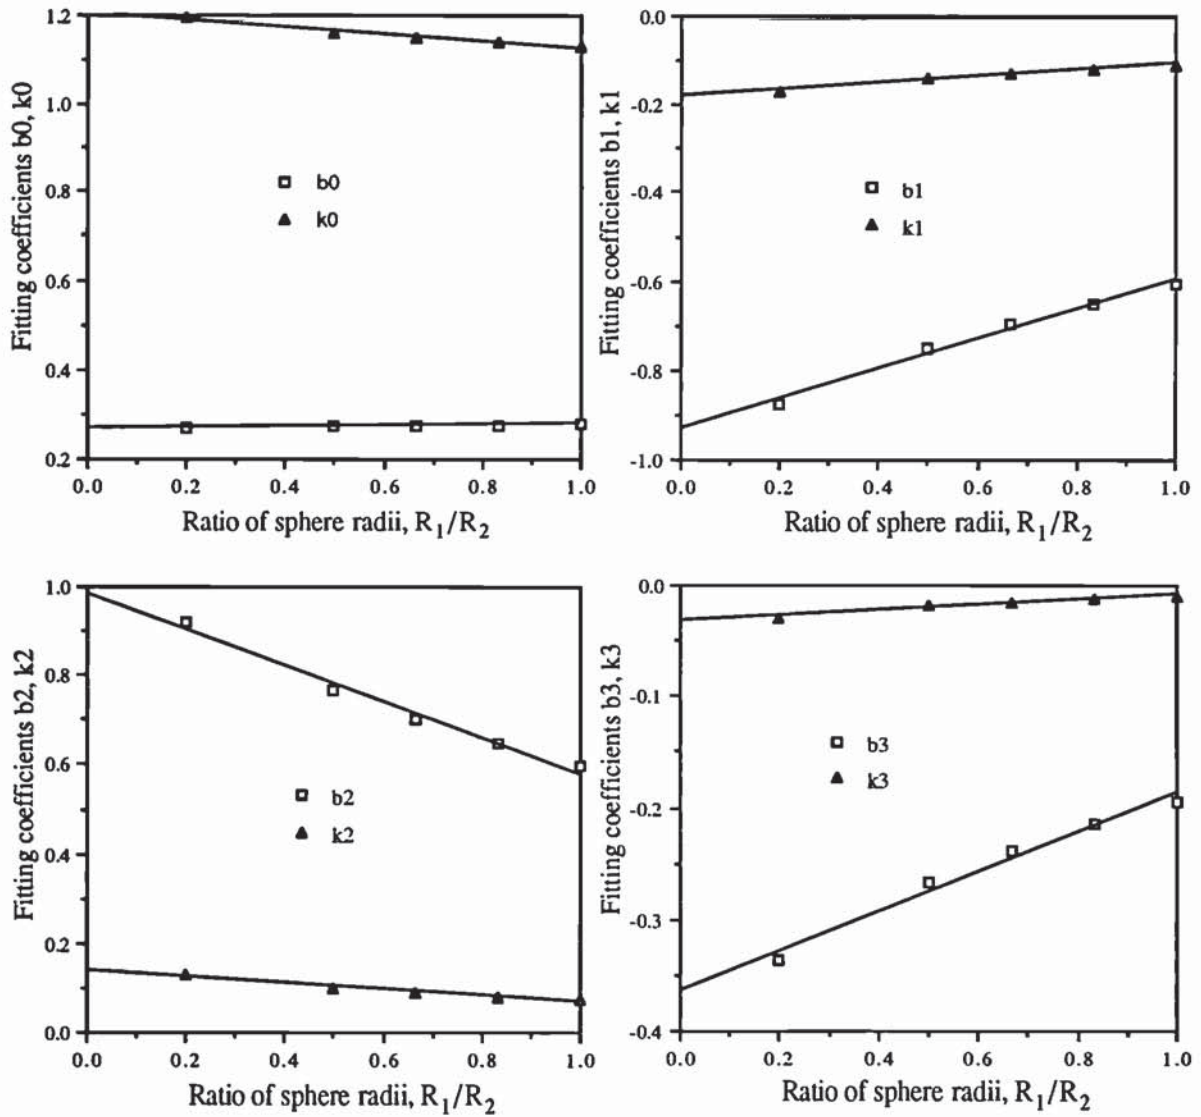 1.2
1.0
0.8
0.6
0.4
0.2
Fitting coefficients b0, k0
b0
k0
0.0 0.2 0.4 0.6 0.8 1.0
Ratio of sphere radii, R1/R2
0.0
-0.2
-0.4
-0.6
-0.8
-1.0
Fitting coefficients b1, k1
b1
k1
0.0 0.2 0.4 0.6 0.8 1.0
Ratio of sphere radii, R1/R2
1.0
0.8
0.6
0.4
0.2
0.0
Fitting coefficients b2, k2
b2
k2
0.0 0.2 0.4 0.6 0.8 1.0
Ratio of sphere radii, R1/R2
0.0
-0.1
-0.2
-0.3
-0.4
Fitting coefficients b3, k3
b3
k3
0.0 0.2 0.4 0.6 0.8 1.0
Ratio of sphere radii, R1/R2